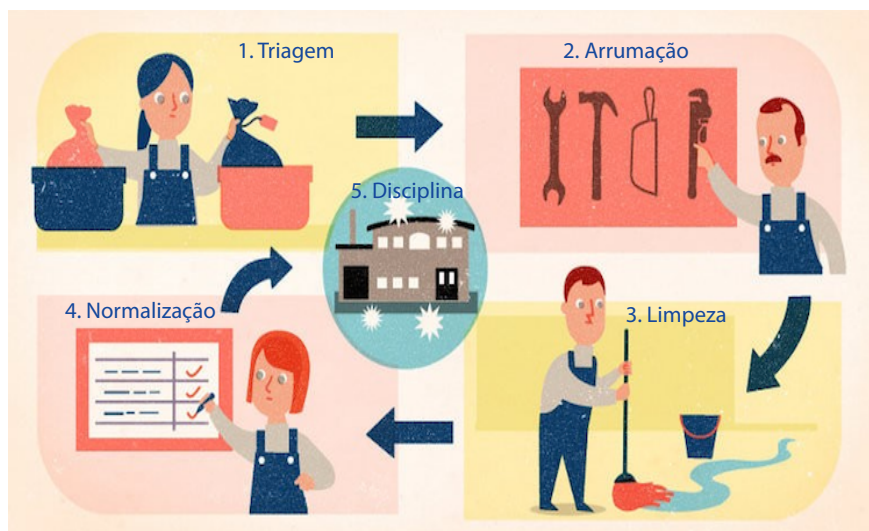 1. Triagem
2. Arrumação
3. Limpeza
4. Normalização
5. Disciplina